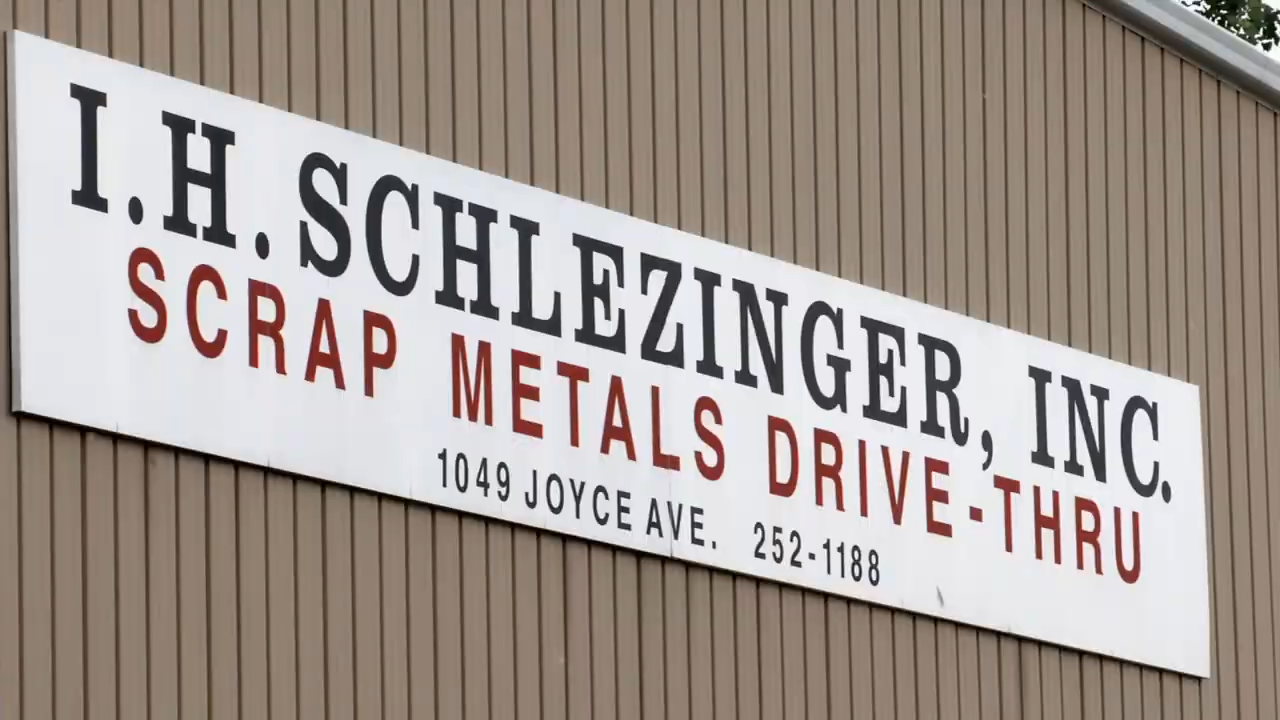 I.H. SCHLEZINGER, INC.
SCRAP METALS DRIVE-THRU
1049 JOYCE AVE. 252-1188